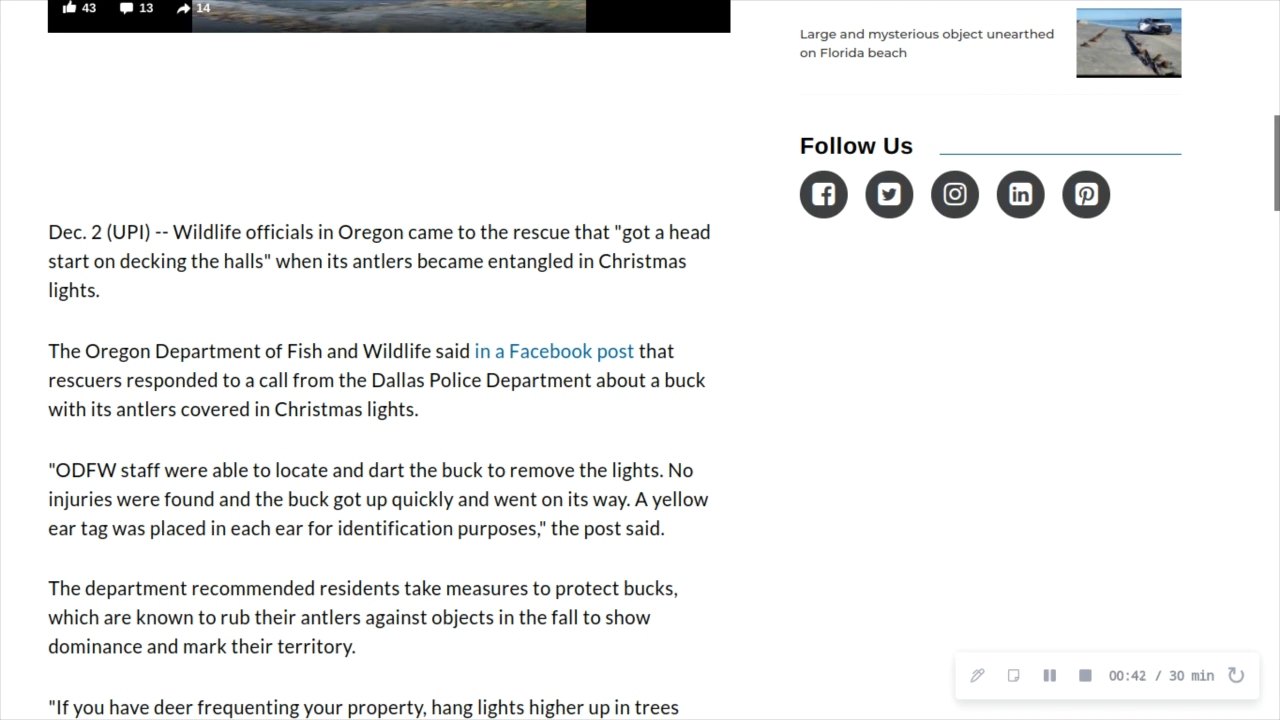 43 13 14
Large and mysterious object unearthed
on Florida beach
Follow Us
Dec. 2 (UPI) -- Wildlife officials in Oregon came to the rescue that "got a head
start on decking the halls" when its antlers became entangled in Christmas
lights.
The Oregon Department of Fish and Wildlife said in a Facebook post that
rescuers responded to a call from the Dallas Police Department about a buck
with its antlers covered in Christmas lights.
"ODFW staff were able to locate and dart the buck to remove the lights. No
injuries were found and the buck got up quickly and went on its way. A yellow
ear tag was placed in each ear for identification purposes," the post said.
The department recommended residents take measures to protect bucks,
which are known to rub their antlers against objects in the fall to show
dominance and mark their territory.
"If you have deer frequenting your property, hang lights higher up in trees
00:42 / 30 min